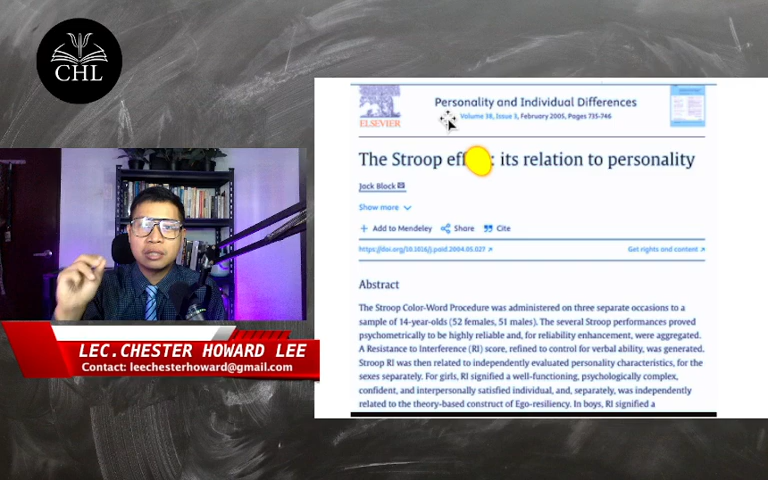 CHL
LEC.CHESTER HOWARD LEE
Contact: leechesterhoward@gmail.com
ELSEVIER
Personality and Individual Differences
Volume 38, Issue 3, February 2005, Pages 735-746
The Stroop : its relation to personality
Jack Block
Show more
Add to Mendeley Share Cite
https://doi.org/10.1016/j.paid.2004.05.027
Get rights and content
Abstract
The Stroop Color-Word Procedure was administered on three separate occasions to a
sample of 14-year-olds (52 females, 51 males). The several Stroop performances proved
psychometrically to be highly reliable and, for reliability enhancement, were aggregated.
A Resistance to Interference (RI) score, refined to control for verbal ability, was generated.
Stroop RI was then related to independently evaluated personality characteristics, for the
sexes separately. For girls, RI signified a well-functioning, psychologically complex,
confident, and interpersonally satisfied individual and, separately, was independently
related to the theory-based construct of Ego-resiliency. In boys, RI signified a